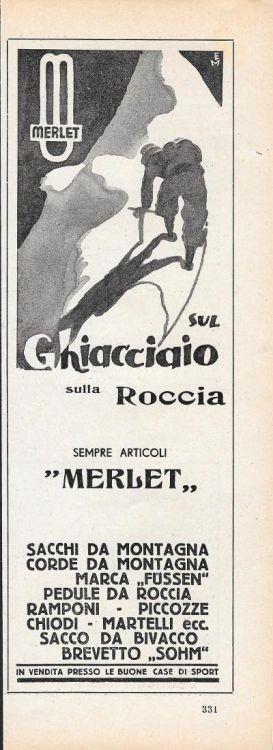 MERLET
SUL
Ghiacciaio
sulla Roccia
SEMPRE ARTICOLI
"MERLET„
SACCHI DA MONTAGNA
CORDE DA MONTAGNA
MARCA „FÜSSEN"
PEDULE DA ROCCIA
RAMPONI - PICCOZZE
CHIODI - MARTELLI ecc.
SACCO DA BIVACCO
BREVETTO „SOHM"
IN VENDITA PRESSO LE BUONE CASE DI SPORT
331